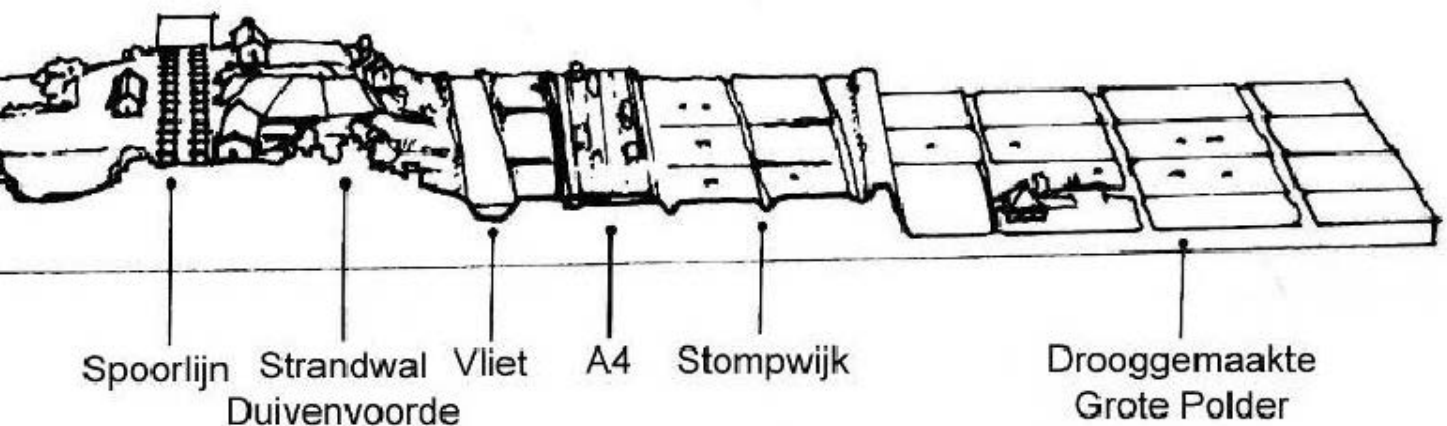 Spoorlijn
Strandwal
Duivenvoorde
Vliet
A4
Stompwijk
Drooggemaakte
Grote Polder